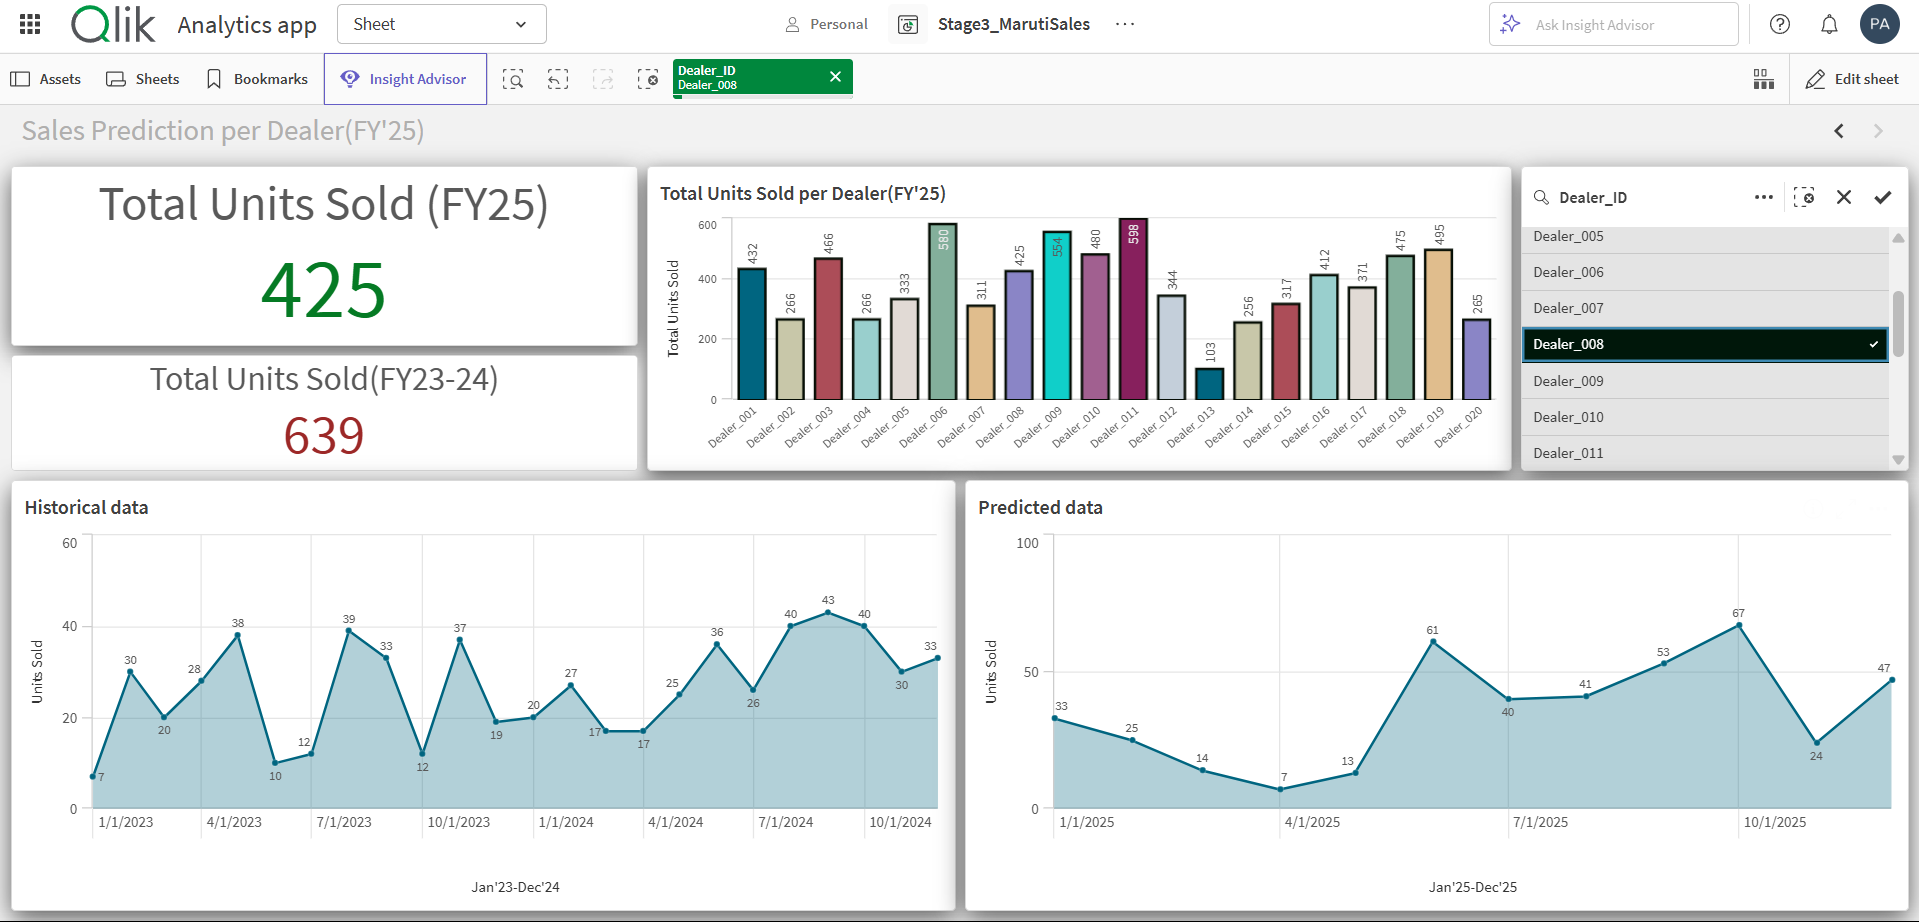 Qlik
Analytics app
Sheet
Personal
Stage3_MarutiSales
Ask Insight Advisor
PA
Assets
Sheets
Bookmarks
Insight Advisor
Dealer_ID
Dealer_008
Edit sheet
Sales Prediction per Dealer(FY'25)
Total Units Sold (FY25)
425
Total Units Sold(FY23-24)
639
Total Units Sold per Dealer(FY'25)
Total Units Sold
600
400
200
0
432
266
466
266
333
580
311
425
554
480
598
344
103
256
317
412
371
475
495
265
Dealer_001
Dealer_002
Dealer_003
Dealer_004
Dealer_005
Dealer_006
Dealer_007
Dealer_008
Dealer_009
Dealer_010
Dealer_011
Dealer_012
Dealer_013
Dealer_014
Dealer_015
Dealer_016
Dealer_017
Dealer_018
Dealer_019
Dealer_020
Dealer_ID
Dealer_005
Dealer_006
Dealer_007
Dealer_008
Dealer_009
Dealer_010
Dealer_011
Historical data
Units Sold
60
40
20
0
7
30
20
28
38
10
12
39
33
12
37
19
20
27
17
17
25
36
26
40
43
40
30
33
1/1/2023
4/1/2023
7/1/2023
10/1/2023
1/1/2024
4/1/2024
7/1/2024
10/1/2024
Jan'23-Dec'24
Predicted data
Units Sold
100
50
0
33
25
14
7
13
61
40
41
53
67
24
47
1/1/2025
4/1/2025
7/1/2025
10/1/2025
Jan'25-Dec'25